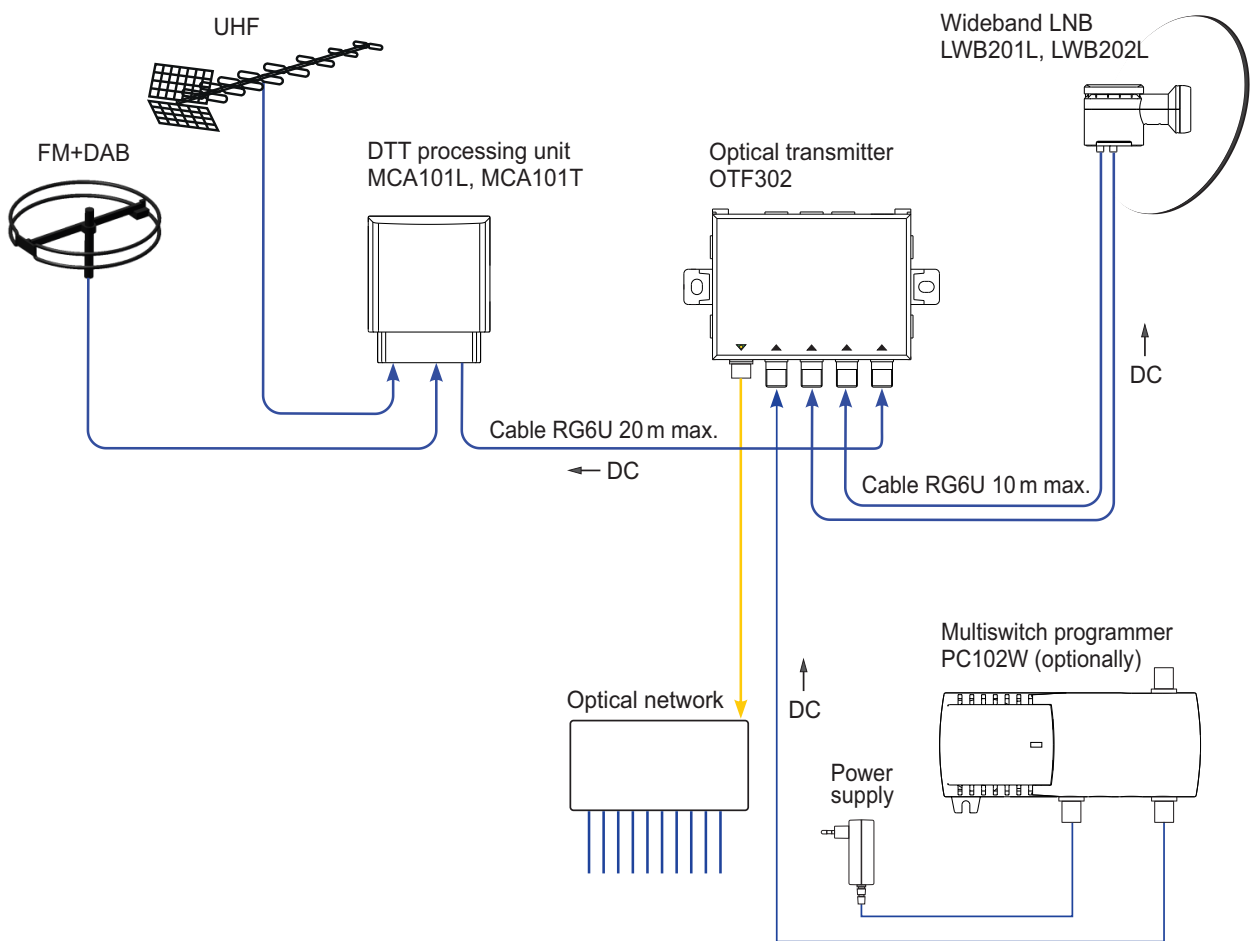 UHF
Wideband LNB
LWB201L, LWB202L
FM+DAB
DTT processing unit
MCA101L, MCA101T
Optical transmitter
OTF302
DC
Cable RG6U 20 m max.
DC
Cable RG6U 10 m max.
Multiswitch programmer
PC102W (optionally)
Optical network
DC
Power
supply